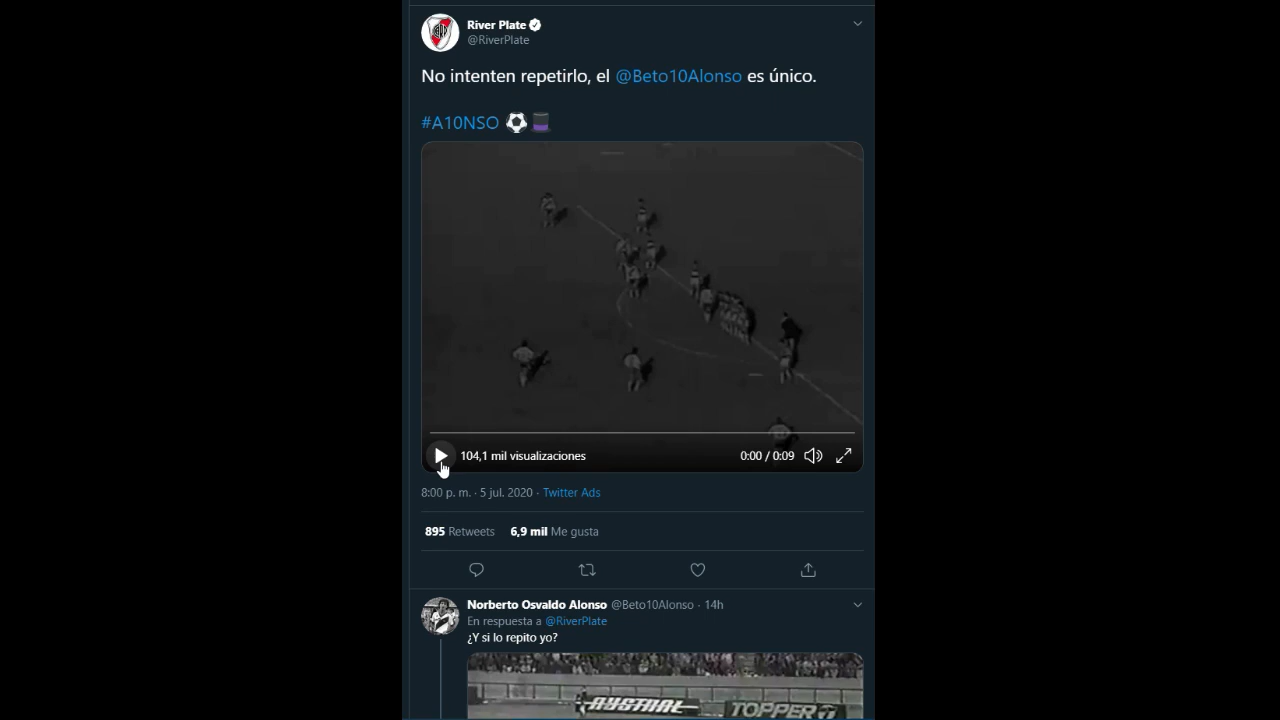 River Plate
@RiverPlate
No intenten repetirlo, el @Beto10Alonso es único.
#A10NSO ⚽🎩
104,1 mil visualizaciones
0:00 / 0:09
8:00 p. m. · 5 jul. 2020 · Twitter Ads
895 Retweets 6,9 mil Me gusta
Norberto Osvaldo Alonso @Beto10Alonso · 14h
En respuesta a @RiverPlate
¿Y si lo repito yo?
TOPPER